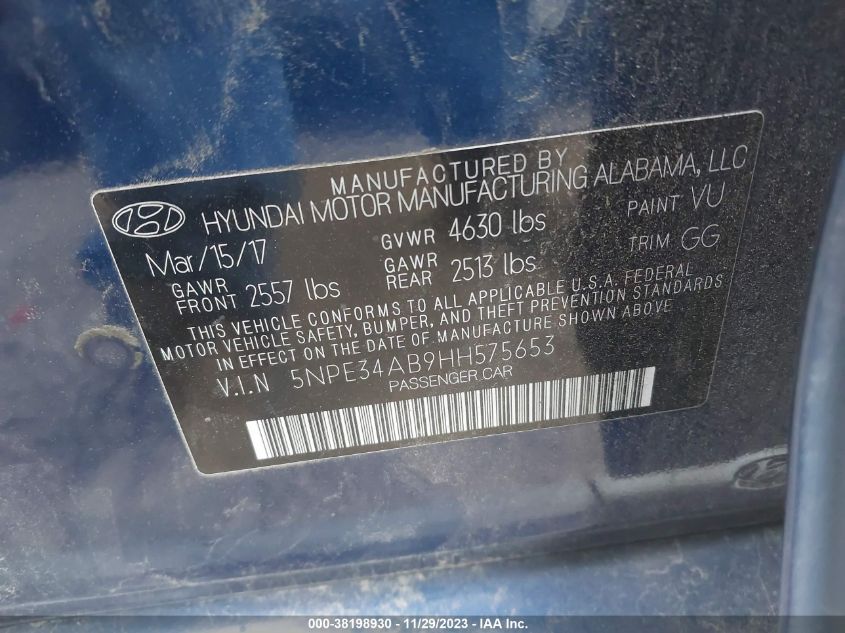 MANUFACTURED BY
HYUNDAI MOTOR MANUFACTURING ALABAMA, LLC
Mar/15/17
GVWR 4630 lbs
PAINT VU
GAWR FRONT 2557 lbs
GAWR REAR 2513 lbs
TRIM GG
THIS VEHICLE CONFORMS TO ALL APPLICABLE U.S.A. FEDERAL
MOTOR VEHICLE SAFETY, BUMPER, AND THEFT PREVENTION STANDARDS
IN EFFECT ON THE DATE OF MANUFACTURE SHOWN ABOVE
V.I.N 5NPE34AB9HH575653
PASSENGER CAR
000-38198930 - 11/29/2023 - IAA Inc.